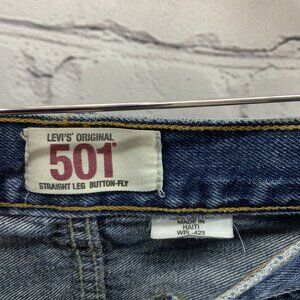 LEVI'S® ORIGINAL
501®
STRAIGHT LEG BUTTON-FLY
MADE IN
HAITI
WPL-423